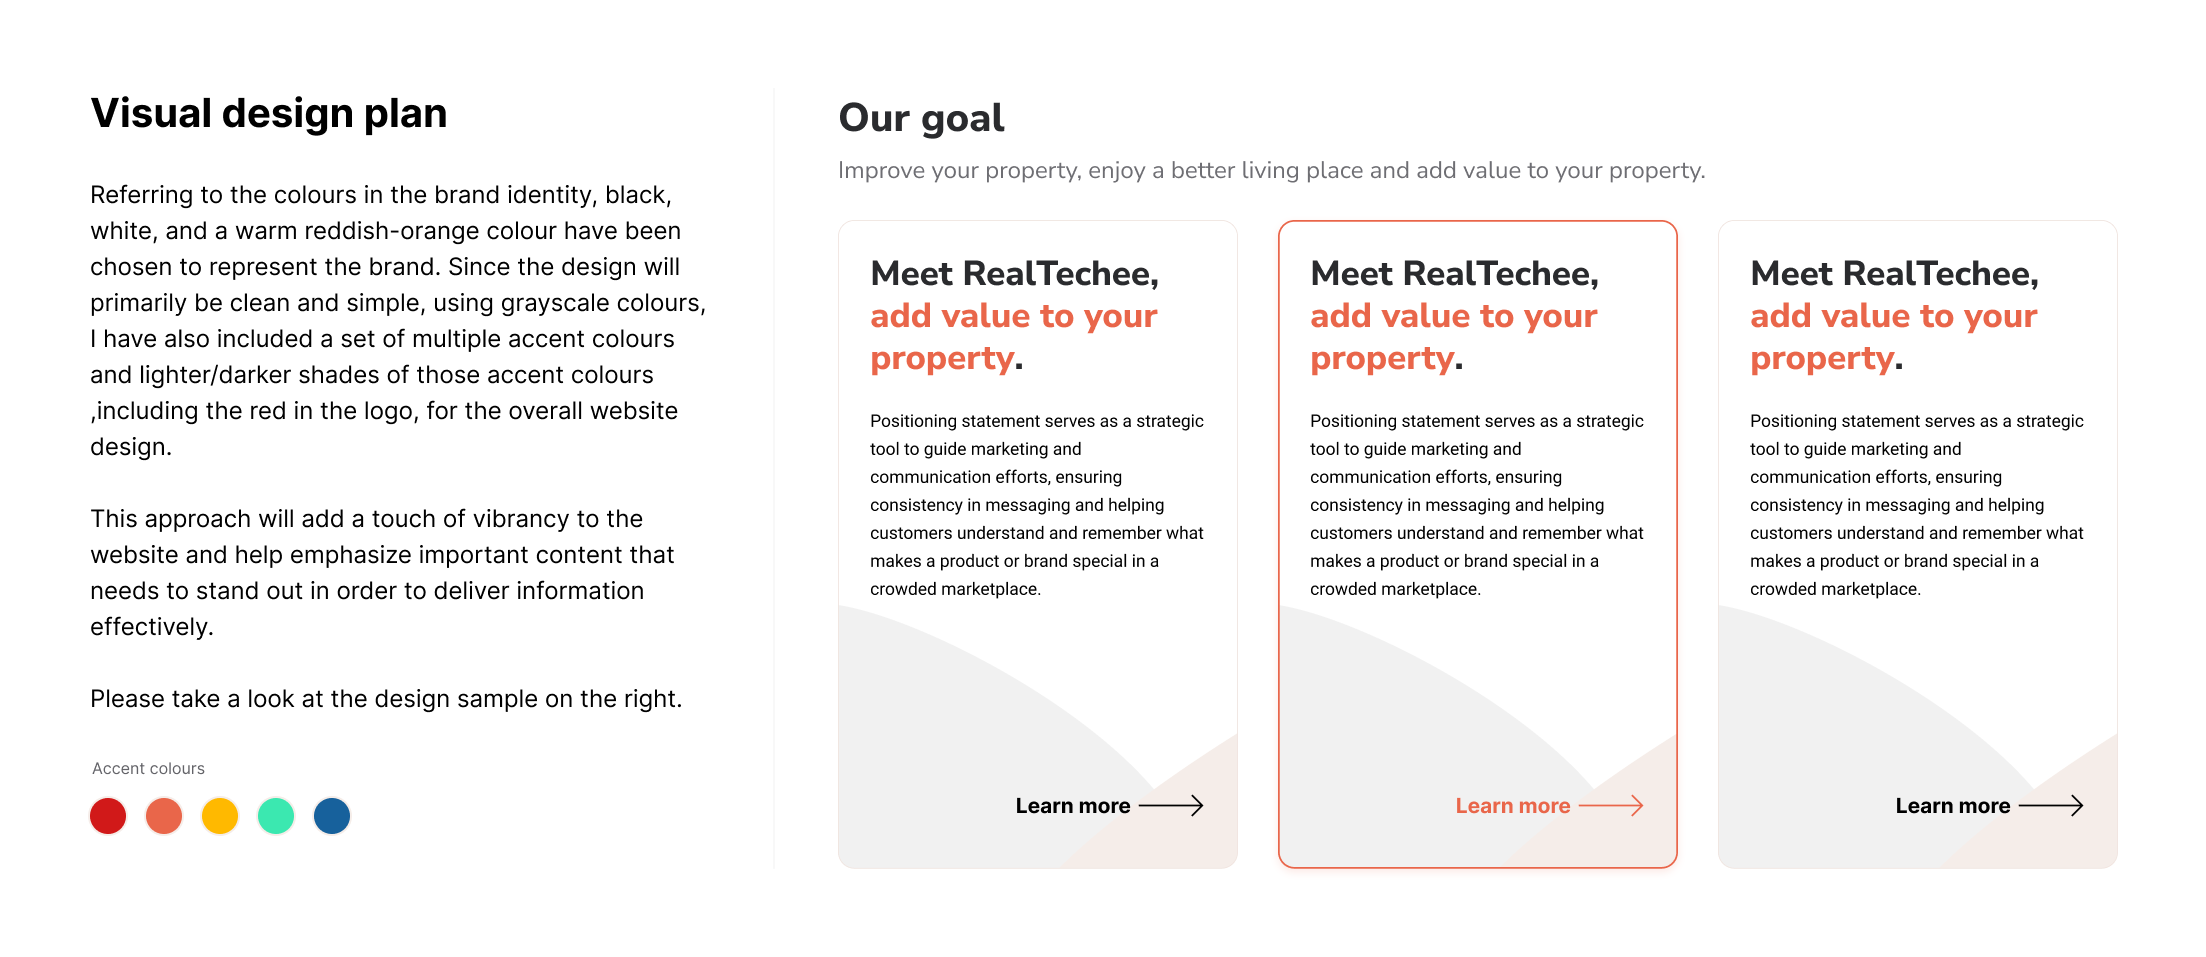 Visual design plan
Referring to the colours in the brand identity, black,
white, and a warm reddish-orange colour have been
chosen to represent the brand. Since the design will
primarily be clean and simple, using grayscale colours,
I have also included a set of multiple accent colours
and lighter/darker shades of those accent colours
,including the red in the logo, for the overall website
design.
This approach will add a touch of vibrancy to the
website and help emphasize important content that
needs to stand out in order to deliver information
effectively.
Please take a look at the design sample on the right.
Accent colours
Our goal
Improve your property, enjoy a better living place and add value to your property.
Meet RealTechee,
add value to your
property.
Positioning statement serves as a strategic
tool to guide marketing and
communication efforts, ensuring
consistency in messaging and helping
customers understand and remember what
makes a product or brand special in a
crowded marketplace.
Learn more
Meet RealTechee,
add value to your
property.
Positioning statement serves as a strategic
tool to guide marketing and
communication efforts, ensuring
consistency in messaging and helping
customers understand and remember what
makes a product or brand special in a
crowded marketplace.
Learn more
Meet RealTechee,
add value to your
property.
Positioning statement serves as a strategic
tool to guide marketing and
communication efforts, ensuring
consistency in messaging and helping
customers understand and remember what
makes a product or brand special in a
crowded marketplace.
Learn more